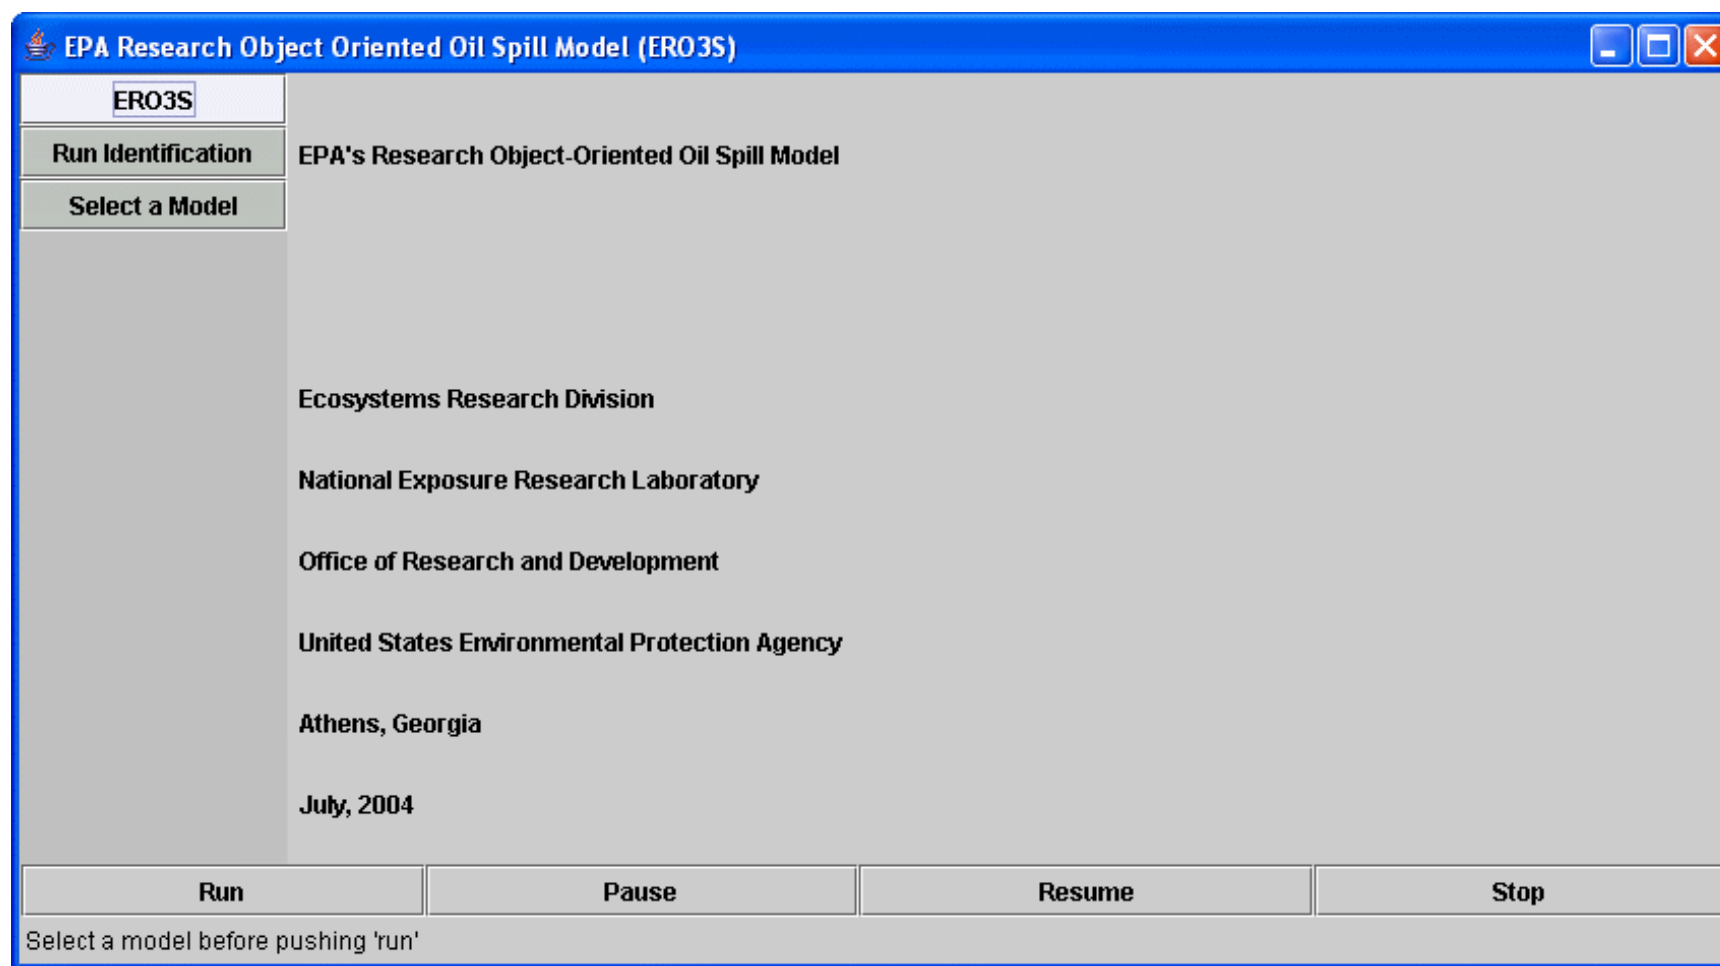 EPA Research Object Oriented Oil Spill Model (ERO3S)
ERO3S
Run Identification
Select a Model
EPA's Research Object-Oriented Oil Spill Model
Ecosystems Research Division
National Exposure Research Laboratory
Office of Research and Development
United States Environmental Protection Agency
Athens, Georgia
July, 2004
Run Pause Resume Stop
Select a model before pushing 'run'